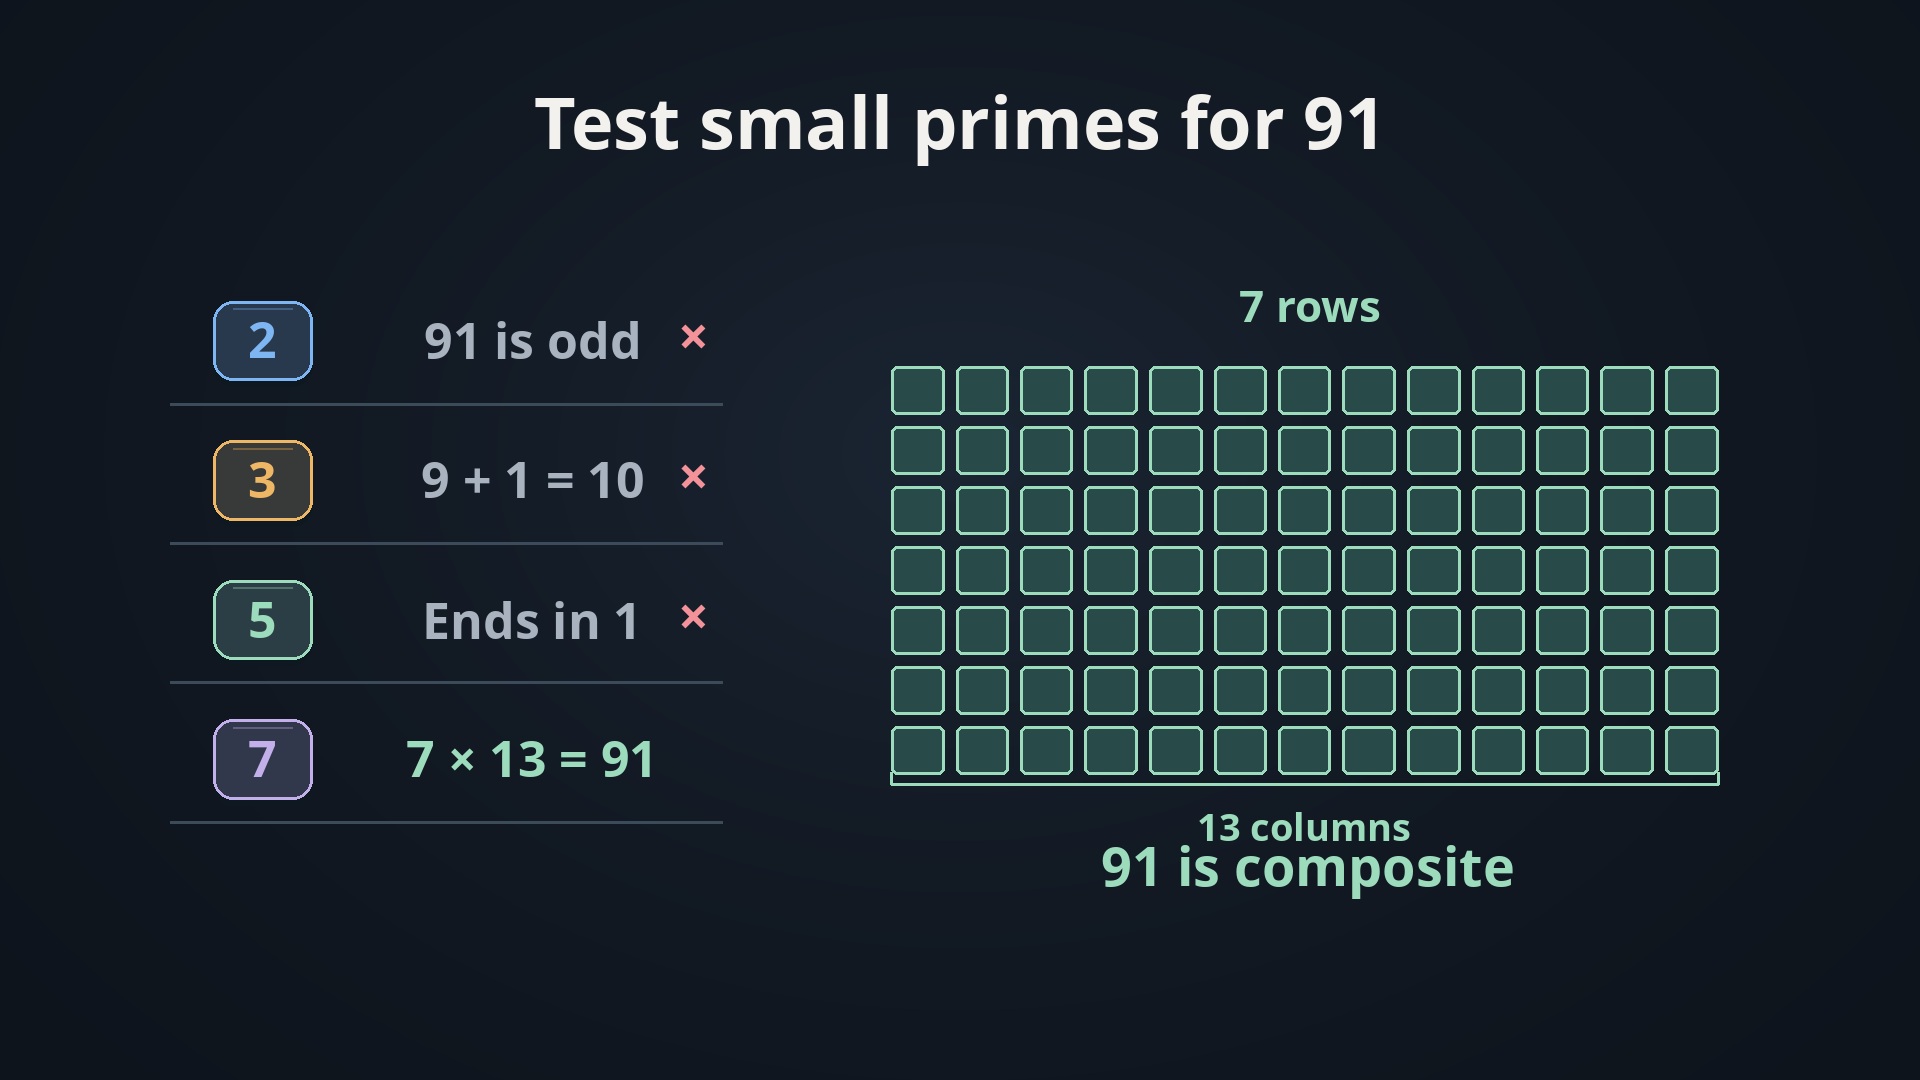 Test small primes for 91
2 91 is odd ×
3 9 + 1 = 10 ×
5 Ends in 1 ×
7 7 × 13 = 91
7 rows
13 columns
91 is composite